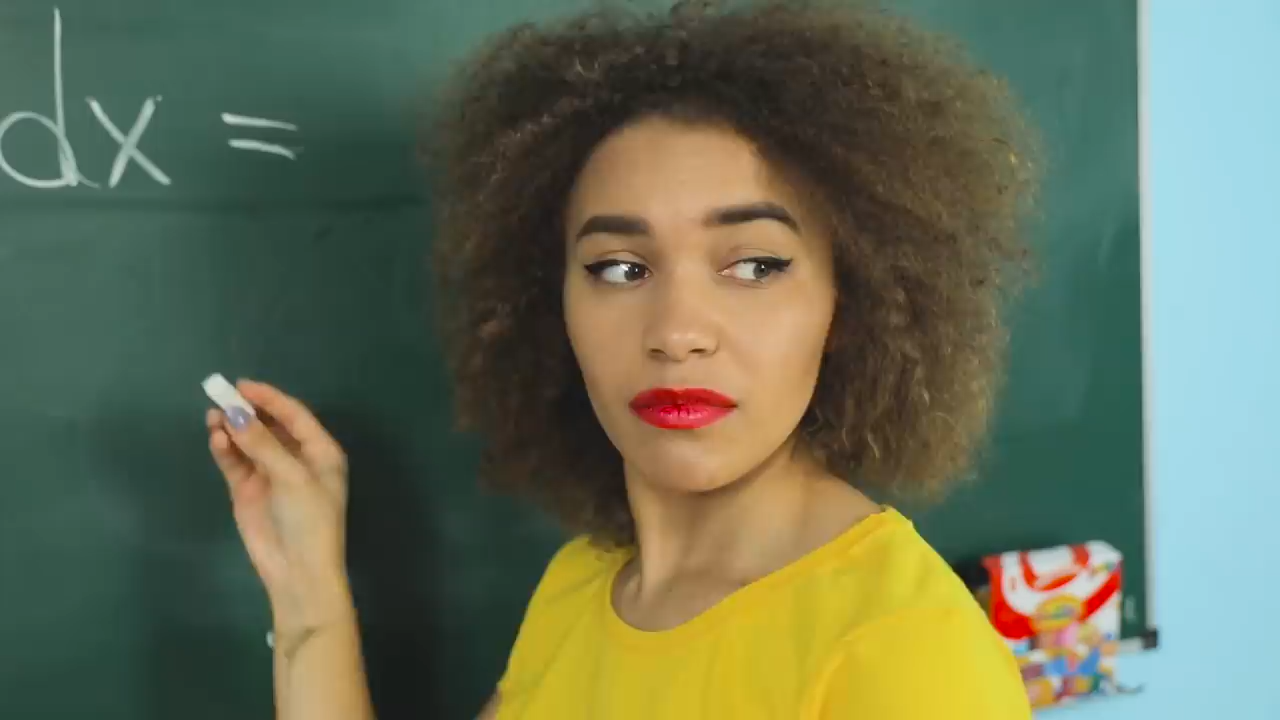 dx =